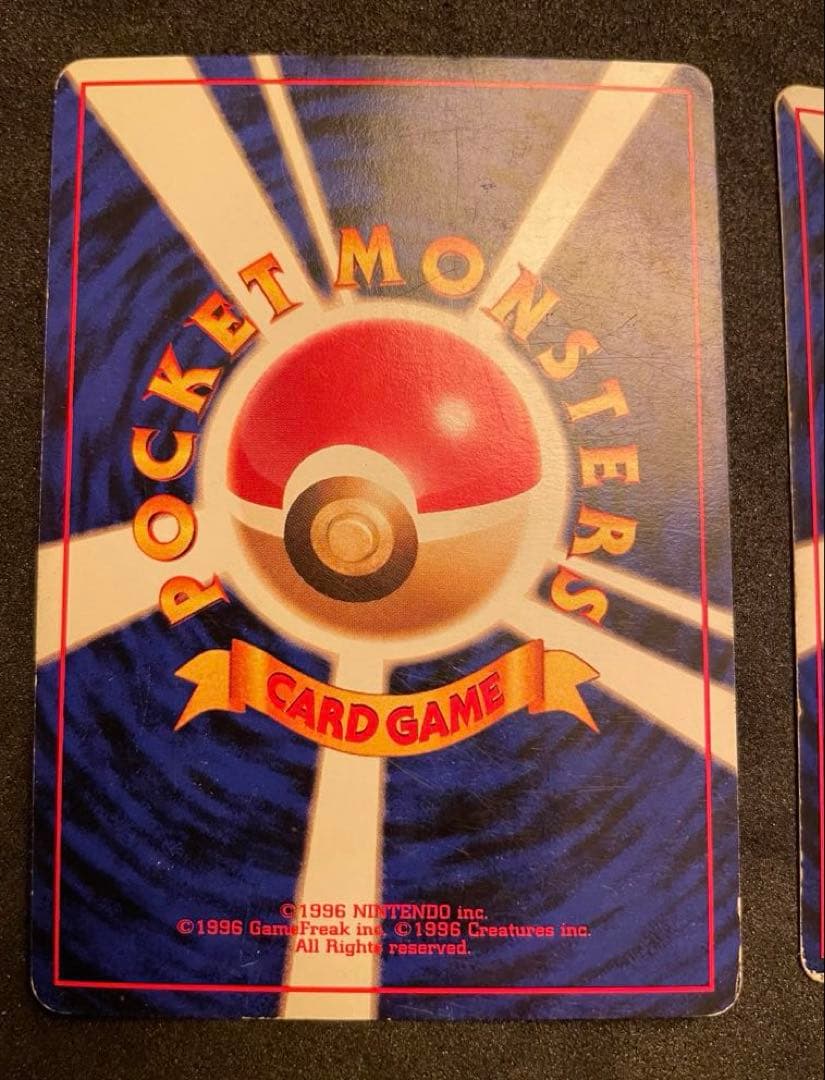 POCKET MONSTERS
CARD GAME
©1996 NINTENDO inc.
©1996 GameFreak inc. ©1996 Creatures inc.
All Rights reserved.